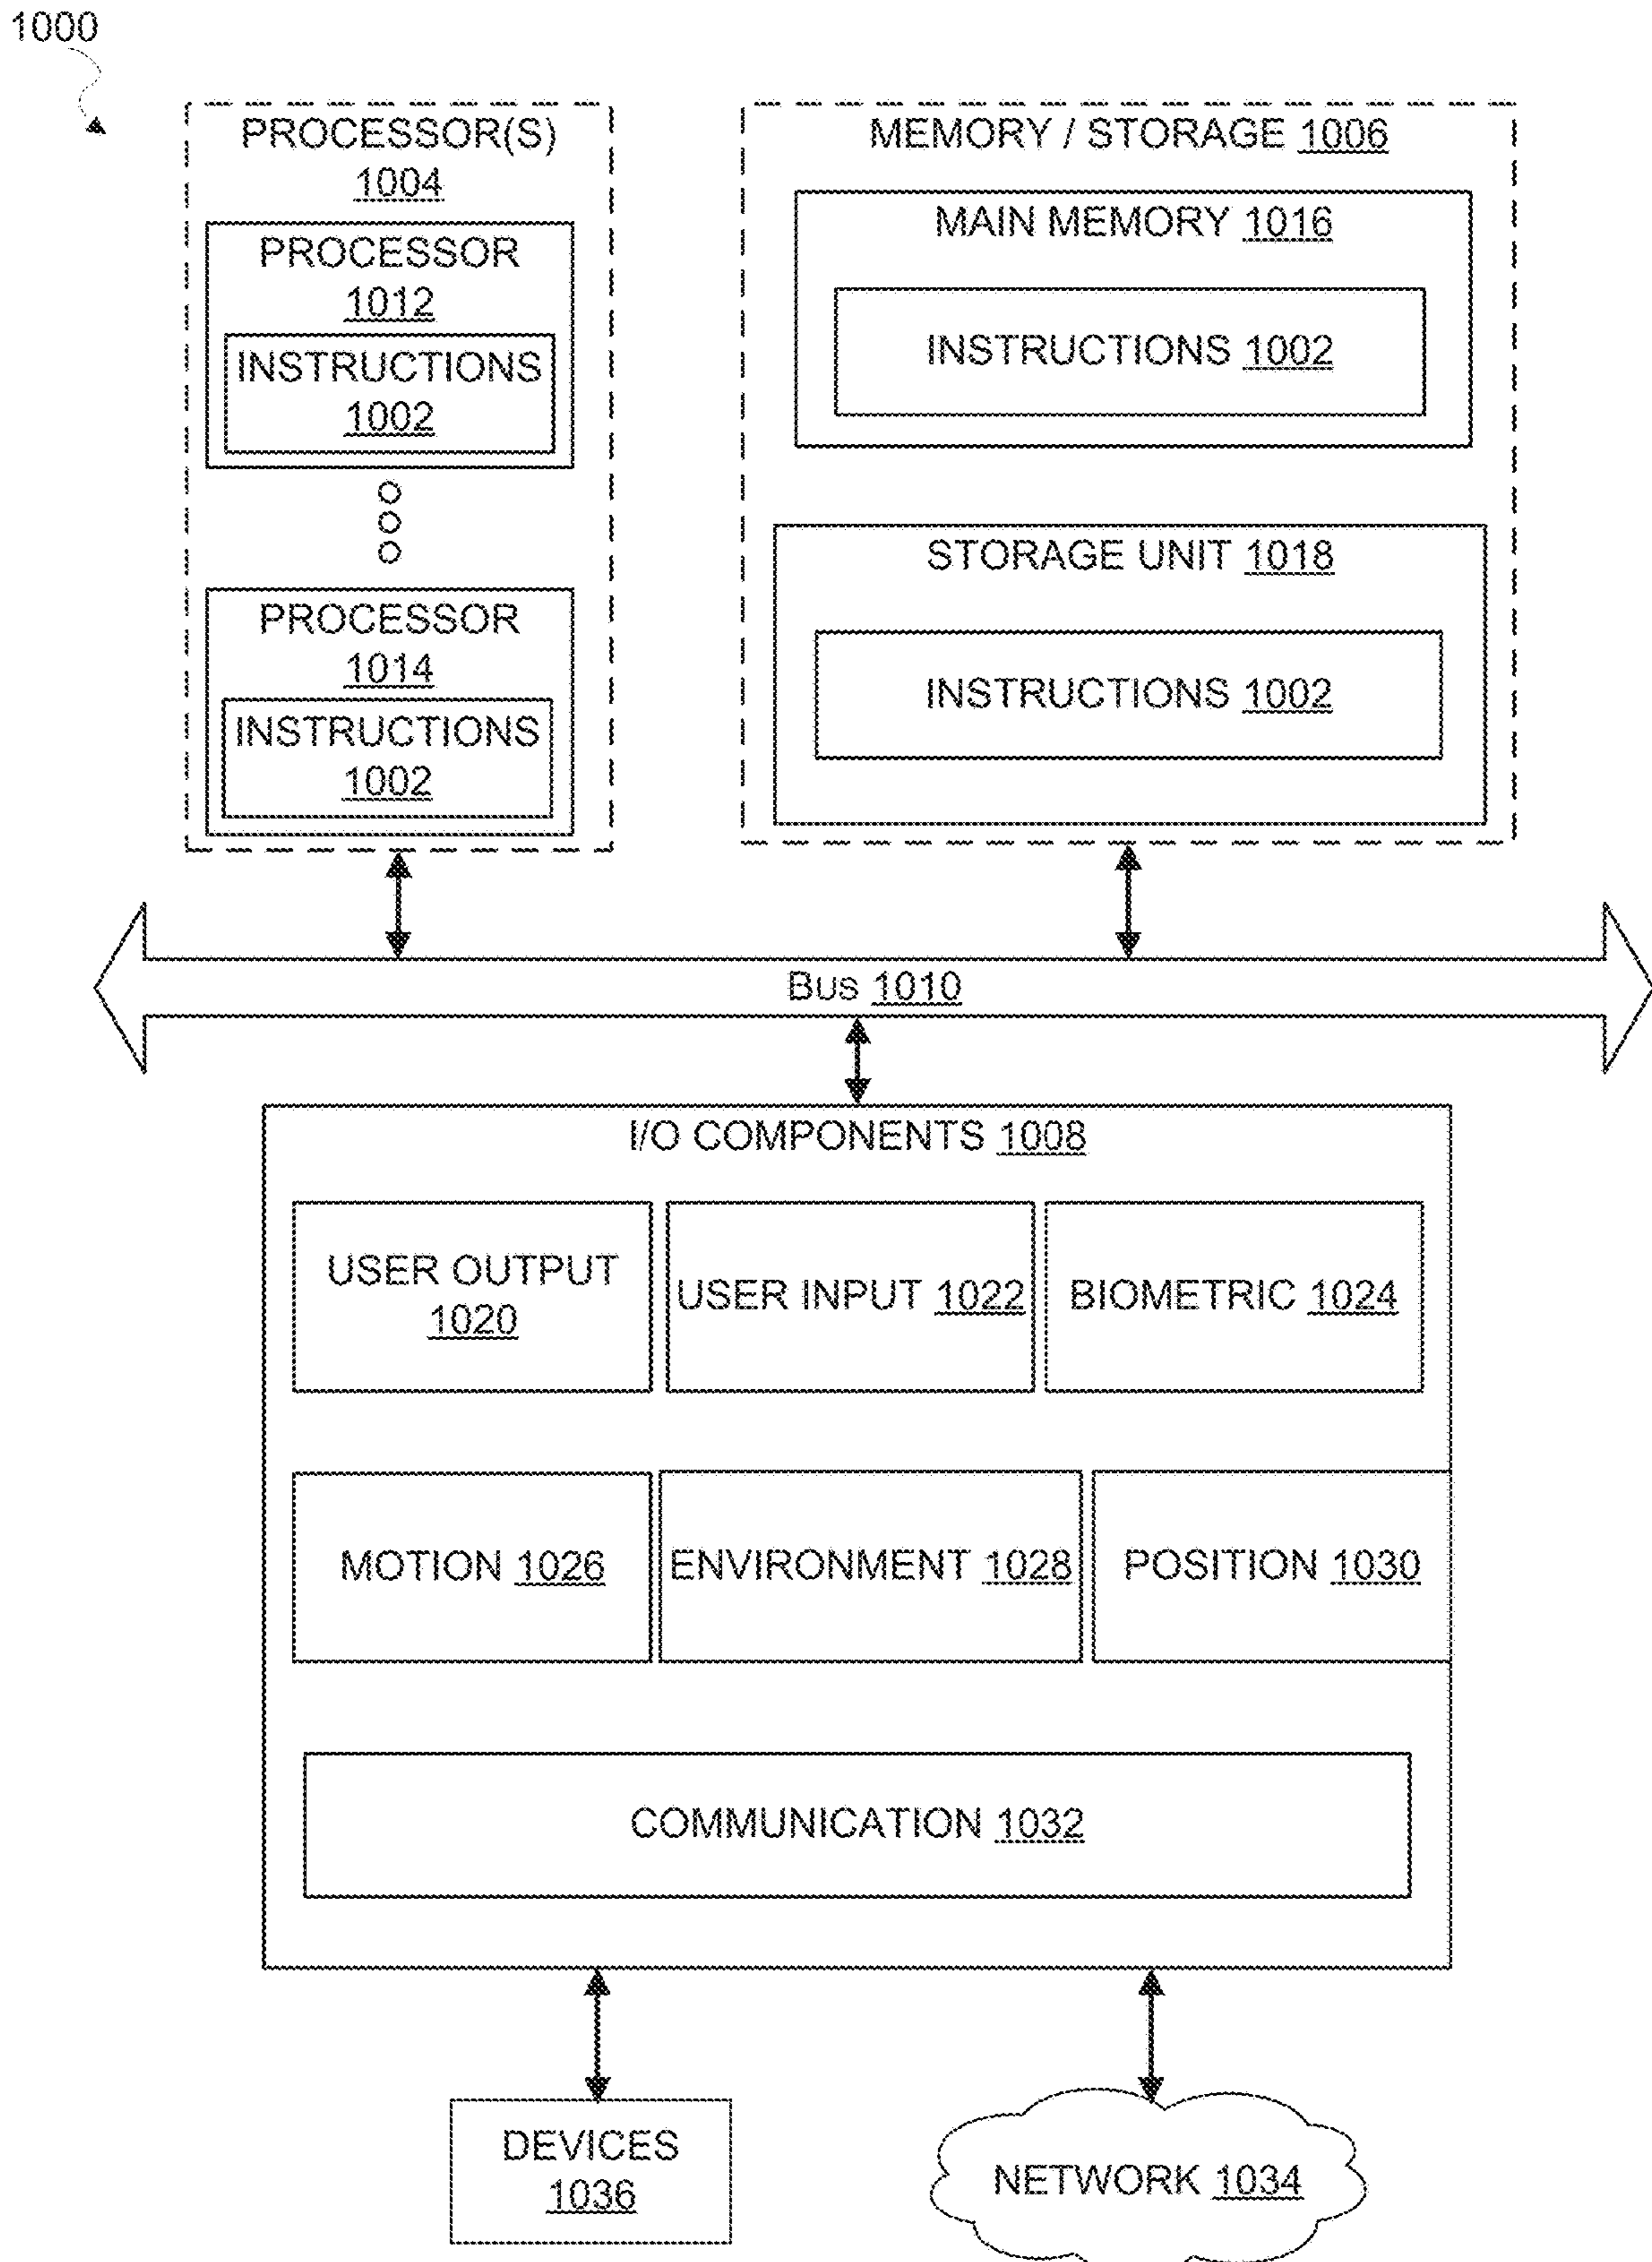 1000
PROCESSOR(S)
1004
PROCESSOR
1012
INSTRUCTIONS
1002
PROCESSOR
1014
INSTRUCTIONS
1002
MEMORY / STORAGE 1006
MAIN MEMORY 1016
INSTRUCTIONS 1002
STORAGE UNIT 1018
INSTRUCTIONS 1002
Bus 1010
I/O COMPONENTS 1008
USER OUTPUT
1020
USER INPUT 1022
BIOMETRIC 1024
MOTION 1026
ENVIRONMENT 1028
POSITION 1030
COMMUNICATION 1032
DEVICES
1036
NETWORK 1034